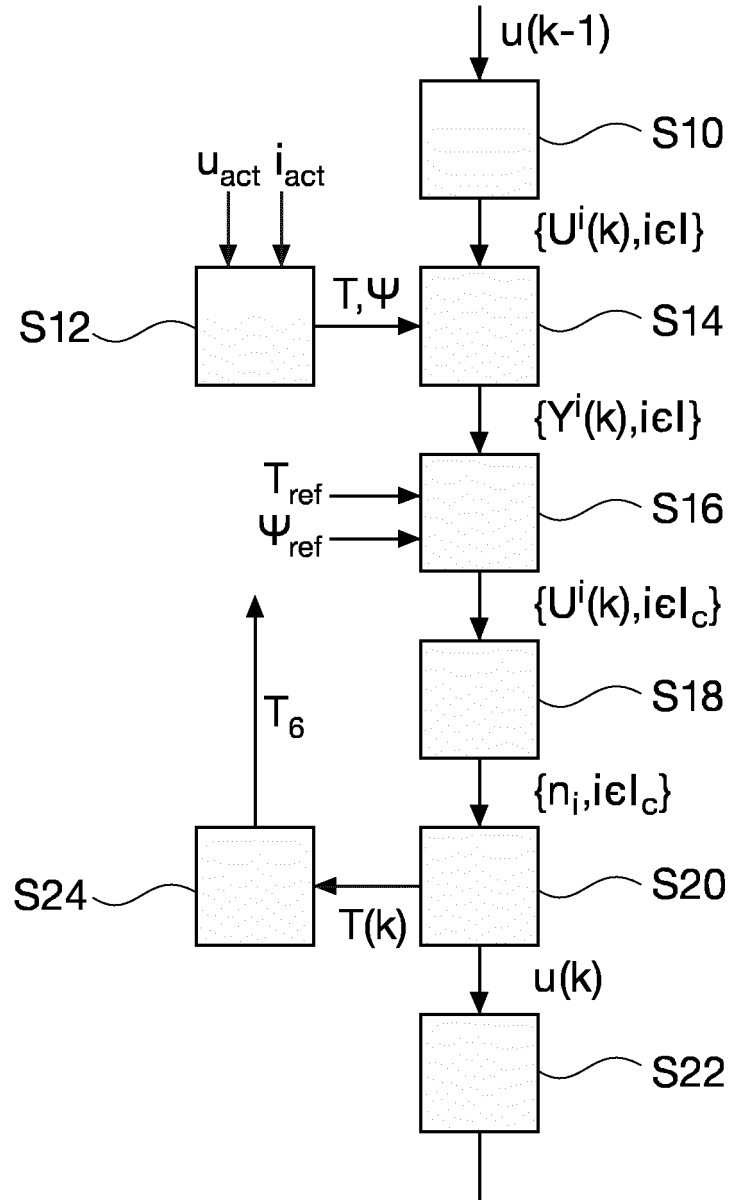 u(k-1)
S10
u_act i_act
{U^i(k),iϵI}
T,Ψ
S12
S14
{Y^i(k),iϵI}
T_ref
S16
Ψ_ref
{U^i(k),iϵI_c}
T_6
S18
{n_i,iϵI_c}
S24
S20
T(k)
u(k)
S22